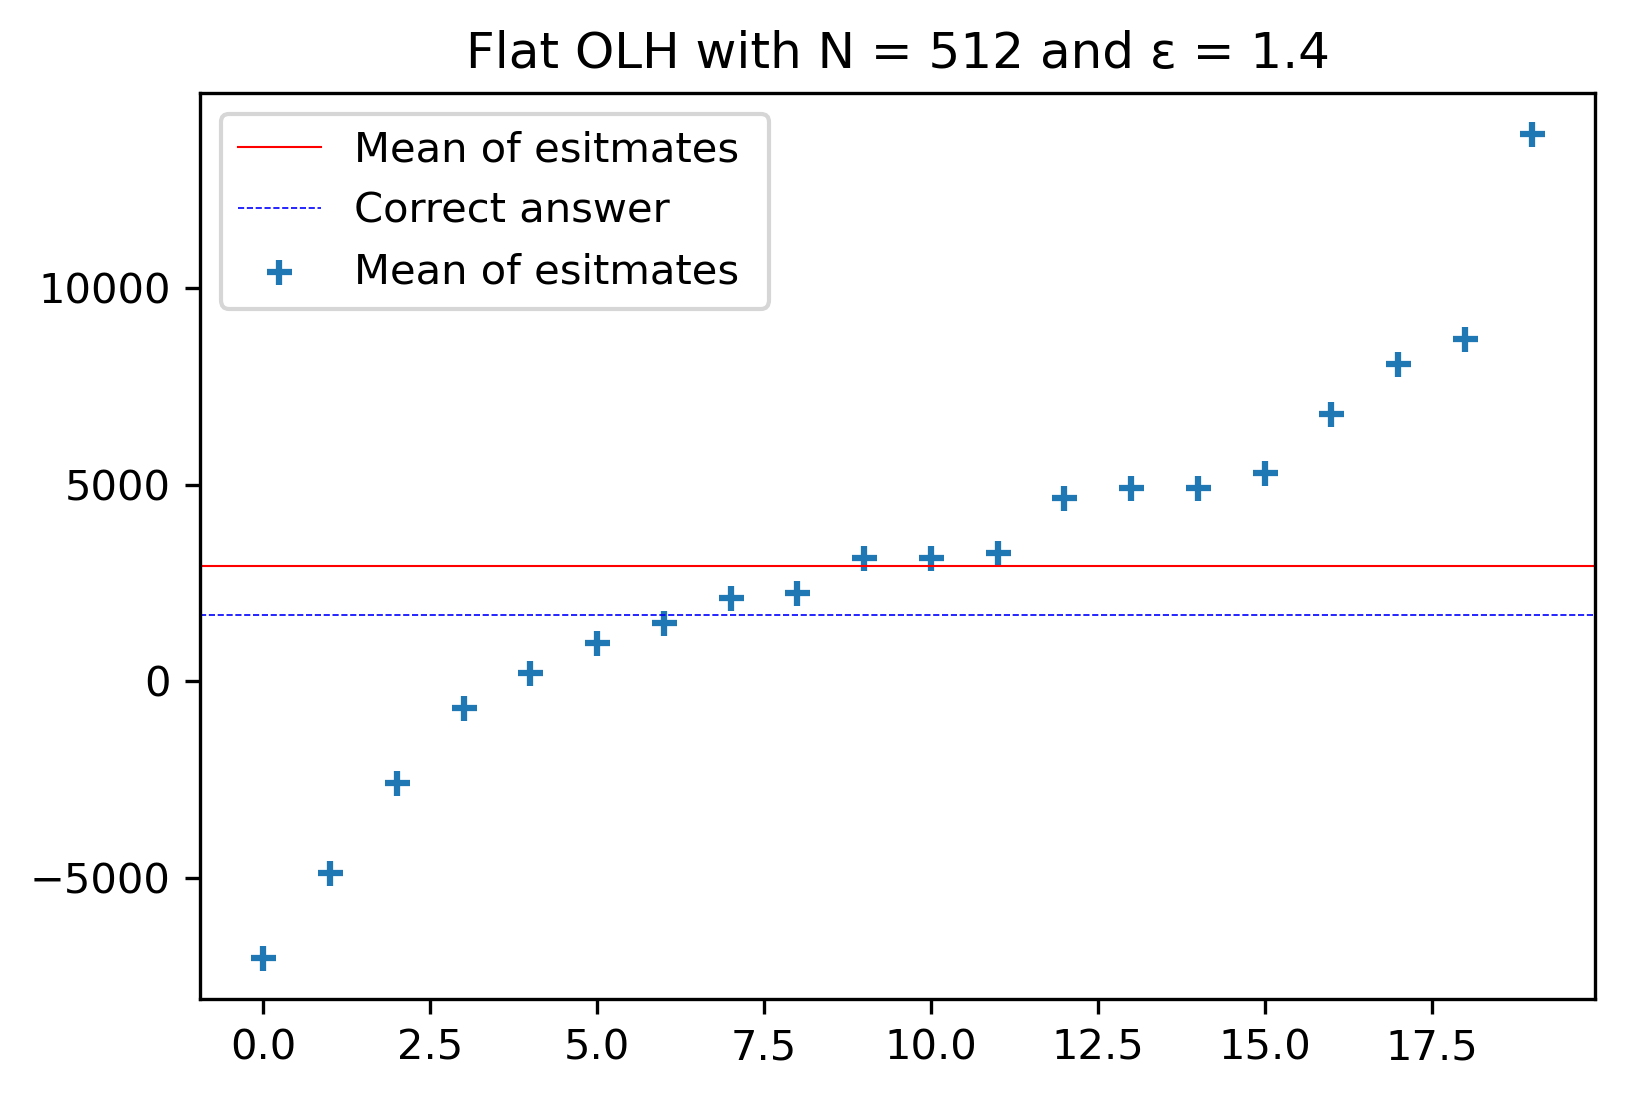 Flat OLH with N = 512 and ε = 1.4
Mean of esitmates
Correct answer
Mean of esitmates
10000
5000
0
−5000
0.0 2.5 5.0 7.5 10.0 12.5 15.0 17.5